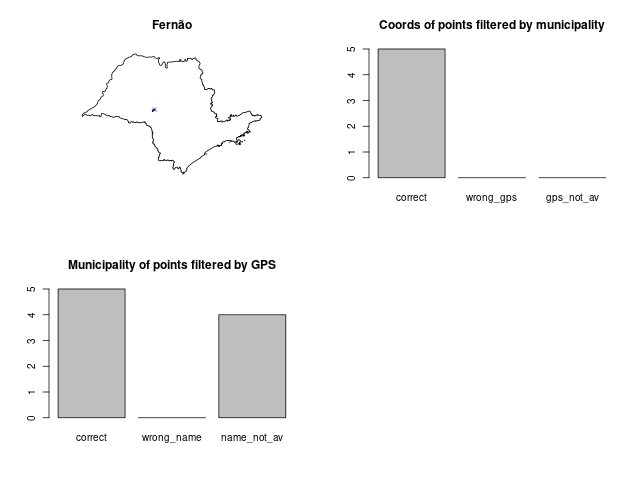 Fernão
Coords of points filtered by municipality
0 1 2 3 4 5
correct wrong_gps gps_not_av
Municipality of points filtered by GPS
0 1 2 3 4 5
correct wrong_name name_not_av